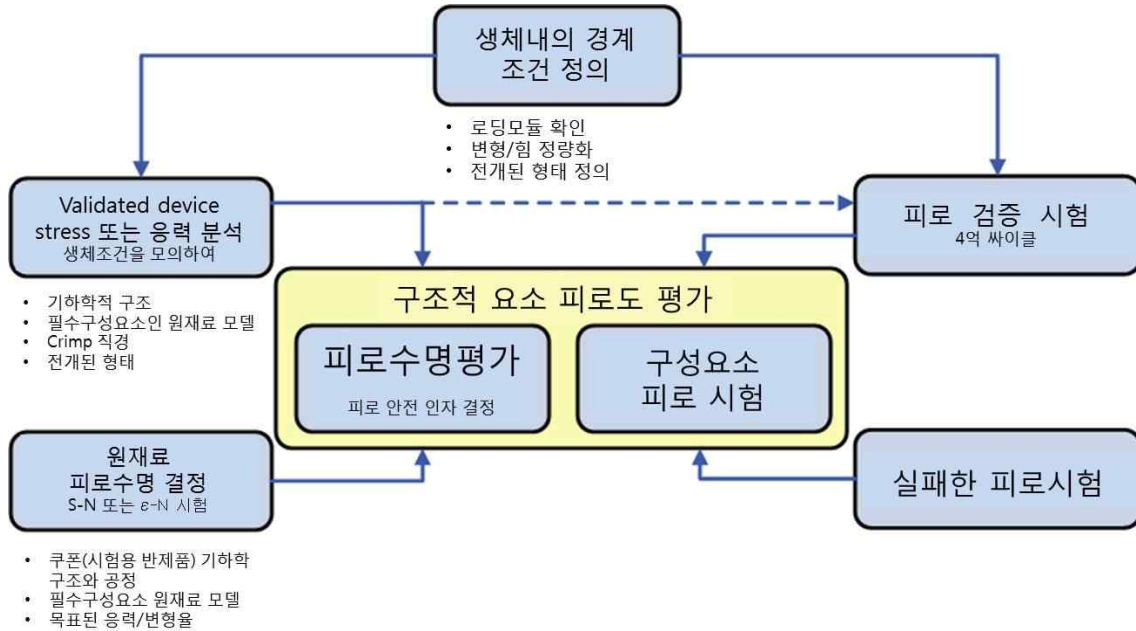 생체내의 경계
조건 정의
• 로딩모듈 확인
• 변형/힘 정량화
• 전개된 형태 정의
Validated device
stress 또는 응력 분석
생체조건을 모의하여
피로 검증 시험
4억 싸이클
• 기하학적 구조
• 필수구성요소인 원재료 모델
• Crimp 직경
• 전개된 형태
구조적 요소 피로도 평가
피로수명평가
피로 안전 인자 결정
구성요소
피로 시험
원재료
피로수명 결정
S-N 또는 ε-N 시험
실패한 피로시험
• 쿠폰(시험용 반제품) 기하학
구조와 공정
• 필수구성요소 원재료 모델
• 목표된 응력/변형율